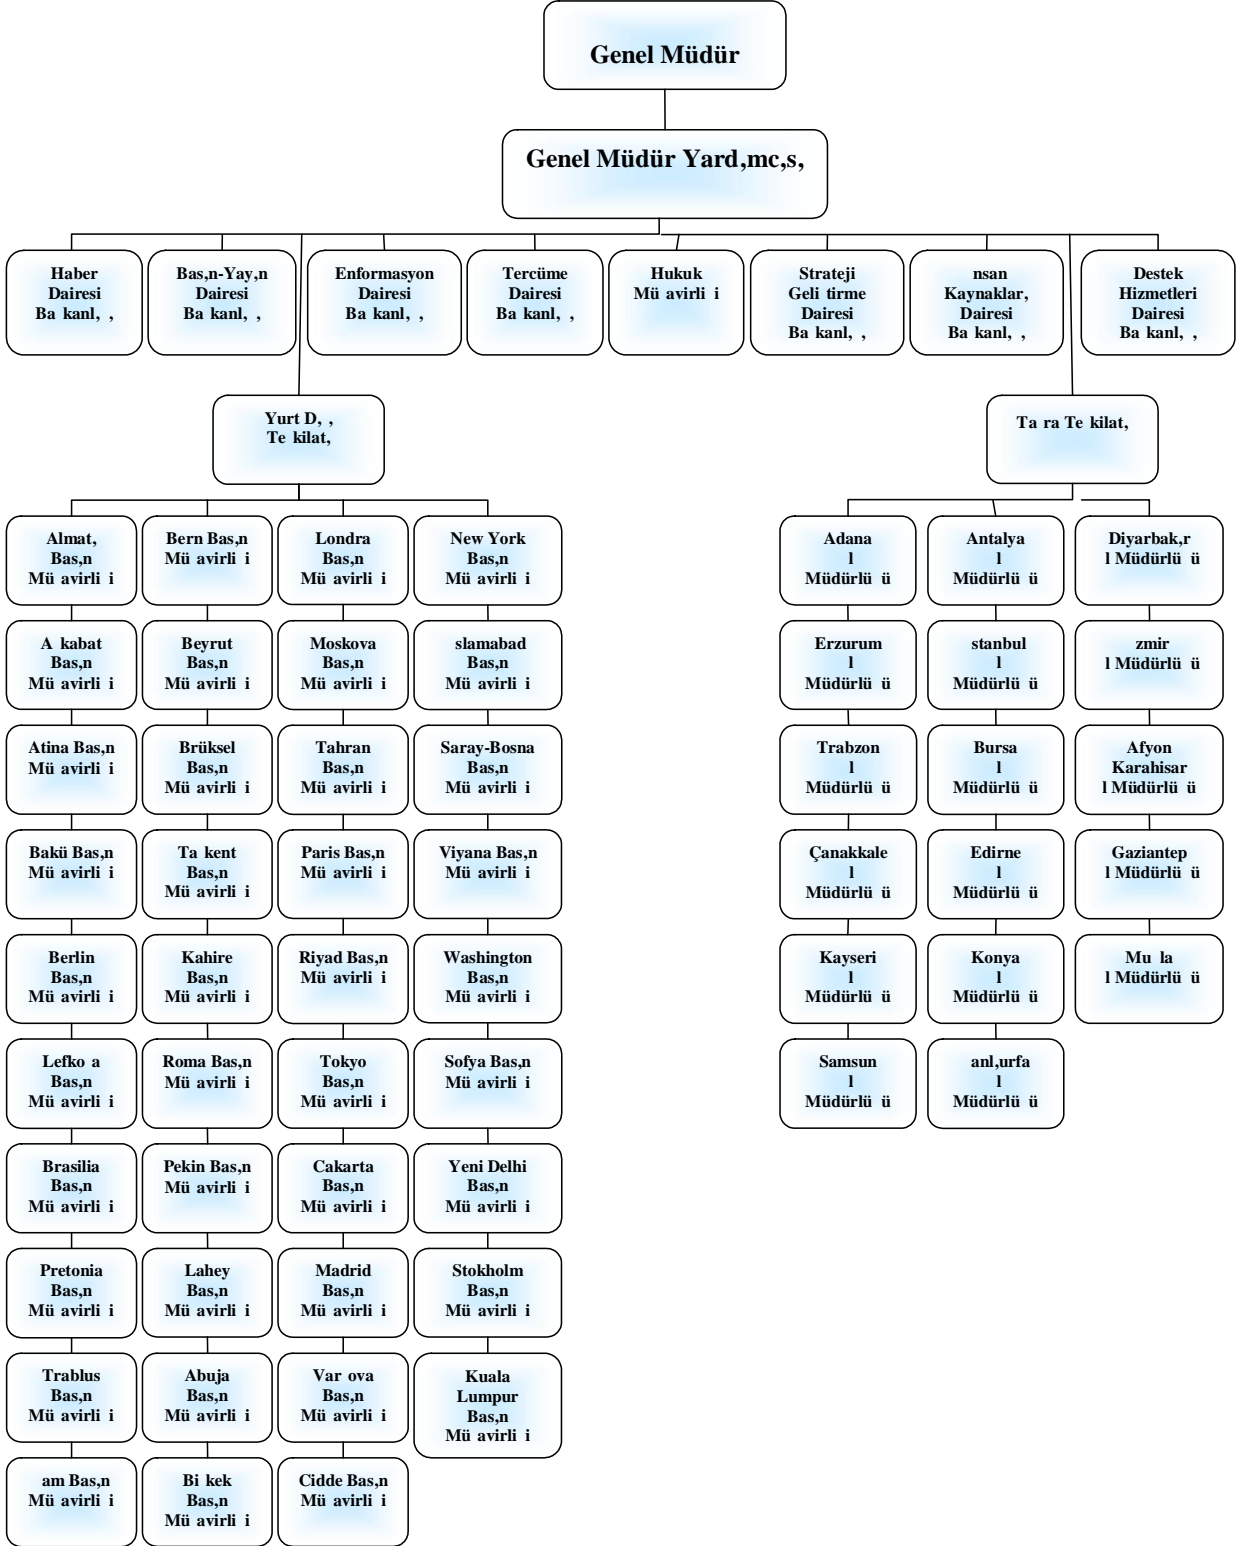 Genel Müdür
Genel Müdür Yard,mc,s,
Haber
Dairesi
Ba kanl, ,
Bas,n-Yay,n
Dairesi
Ba kanl, ,
Enformasyon
Dairesi
Ba kanl, ,
Tercüme
Dairesi
Ba kanl, ,
Hukuk
Mü avirli i
Strateji
Geli tirme
Dairesi
Ba kanl, ,
nsan
Kaynaklar,
Dairesi
Ba kanl, ,
Destek
Hizmetleri
Dairesi
Ba kanl, ,
Yurt D, ,
Te kilat,
Ta ra Te kilat,
Almat,
Bas,n
Mü avirli i
Bern Bas,n
Mü avirli i
Londra
Bas,n
Mü avirli i
New York
Bas,n
Mü avirli i
Adana
l
Müdürlü ü
Antalya
l
Müdürlü ü
Diyarbak,r
l Müdürlü ü
A kabat
Bas,n
Mü avirli i
Beyrut
Bas,n
Mü avirli i
Moskova
Bas,n
Mü avirli i
slamabad
Bas,n
Mü avirli i
Erzurum
l
Müdürlü ü
stanbul
l
Müdürlü ü
zmir
l Müdürlü ü
Atina Bas,n
Mü avirli i
Brüksel
Bas,n
Mü avirli i
Tahran
Bas,n
Mü avirli i
Saray-Bosna
Bas,n
Mü avirli i
Trabzon
l
Müdürlü ü
Bursa
l
Müdürlü ü
Afyon
Karahisar
l Müdürlü ü
Bakü Bas,n
Mü avirli i
Ta kent
Bas,n
Mü avirli i
Paris Bas,n
Mü avirli i
Viyana Bas,n
Mü avirli i
Çanakkale
l
Müdürlü ü
Edirne
l
Müdürlü ü
Gaziantep
l Müdürlü ü
Berlin
Bas,n
Mü avirli i
Kahire
Bas,n
Mü avirli i
Riyad Bas,n
Mü avirli i
Washington
Bas,n
Mü avirli i
Kayseri
l
Müdürlü ü
Konya
l
Müdürlü ü
Mu la
l Müdürlü ü
Lefko a
Bas,n
Mü avirli i
Roma Bas,n
Mü avirli i
Tokyo
Bas,n
Mü avirli i
Sofya Bas,n
Mü avirli i
Samsun
l
Müdürlü ü
anl,urfa
l
Müdürlü ü
Brasilia
Bas,n
Mü avirli i
Pekin Bas,n
Mü avirli i
Cakarta
Bas,n
Mü avirli i
Yeni Delhi
Bas,n
Mü avirli i
Pretonia
Bas,n
Mü avirli i
Lahey
Bas,n
Mü avirli i
Madrid
Bas,n
Mü avirli i
Stokholm
Bas,n
Mü avirli i
Trablus
Bas,n
Mü avirli i
Abuja
Bas,n
Mü avirli i
Var ova
Bas,n
Mü avirli i
Kuala
Lumpur
Bas,n
Mü avirli i
am Bas,n
Mü avirli i
Bi kek
Bas,n
Mü avirli i
Cidde Bas,n
Mü avirli i